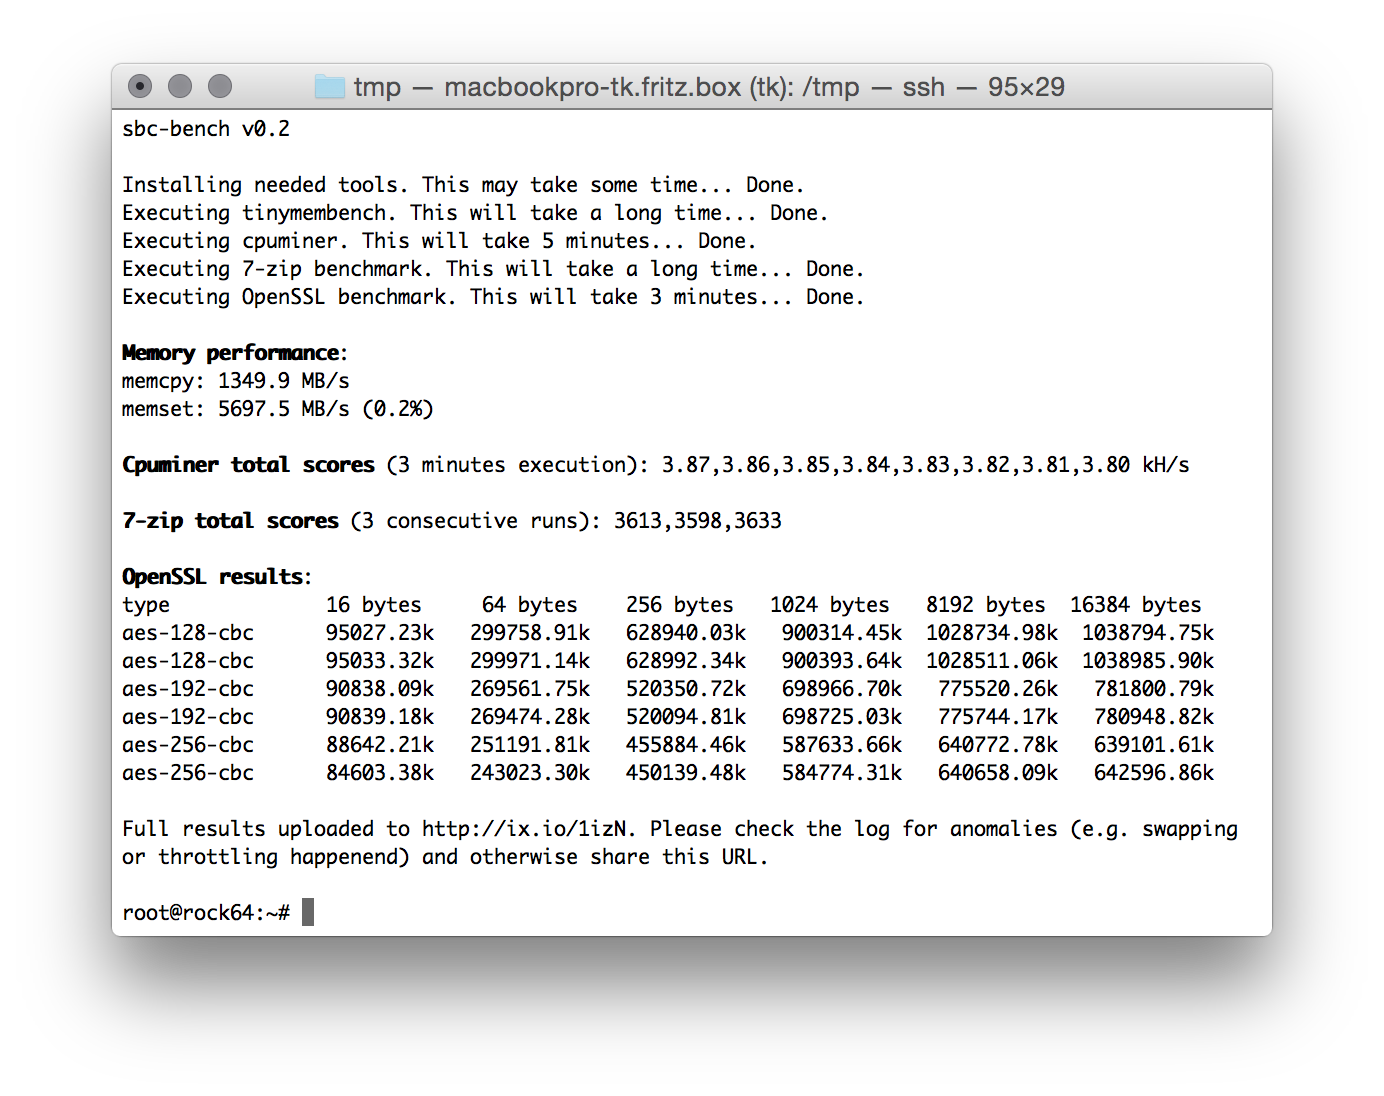 tmp — macbookpro-tk.fritz.box (tk): /tmp — ssh — 95×29
sbc-bench v0.2
Installing needed tools. This may take some time... Done.
Executing tinymembench. This will take a long time... Done.
Executing cpuminer. This will take 5 minutes... Done.
Executing 7-zip benchmark. This will take a long time... Done.
Executing OpenSSL benchmark. This will take 3 minutes... Done.
Memory performance:
memcpy: 1349.9 MB/s
memset: 5697.5 MB/s (0.2%)
Cpuminer total scores (3 minutes execution): 3.87,3.86,3.85,3.84,3.83,3.82,3.81,3.80 kH/s
7-zip total scores (3 consecutive runs): 3613,3598,3633
OpenSSL results:
type             16 bytes     64 bytes    256 bytes   1024 bytes   8192 bytes  16384 bytes
aes-128-cbc      95027.23k   299758.91k   628940.03k   900314.45k  1028734.98k  1038794.75k
aes-128-cbc      95033.32k   299971.14k   628992.34k   900393.64k  1028511.06k  1038985.90k
aes-192-cbc      90838.09k   269561.75k   520350.72k   698966.70k   775520.26k   781800.79k
aes-192-cbc      90839.18k   269474.28k   520094.81k   698725.03k   775744.17k   780948.82k
aes-256-cbc      88642.21k   251191.81k   455884.46k   587633.66k   640772.78k   639101.61k
aes-256-cbc      84603.38k   243023.30k   450139.48k   584774.31k   640658.09k   642596.86k
Full results uploaded to http://ix.io/1izN. Please check the log for anomalies (e.g. swapping
or throttling happenend) and otherwise share this URL.
root@rock64:~#